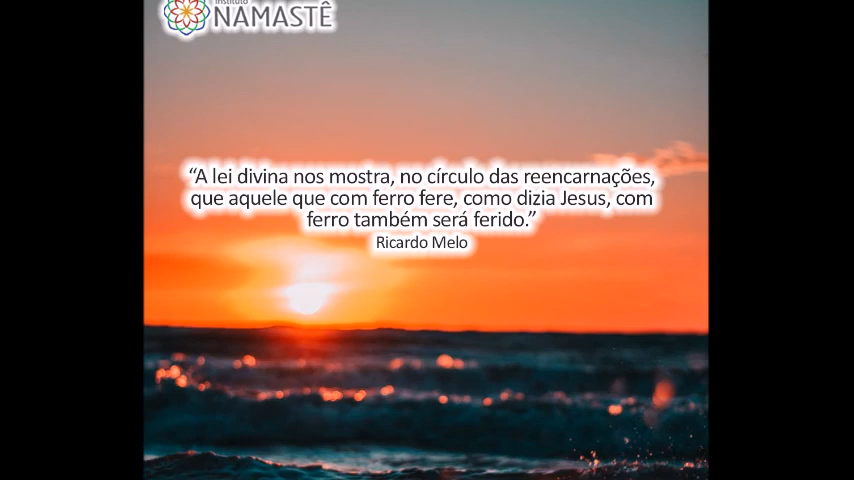 Instituto
NAMASTÊ
“A lei divina nos mostra, no círculo das reencarnações,
que aquele que com ferro fere, como dizia Jesus, com
ferro também será ferido.”
Ricardo Melo